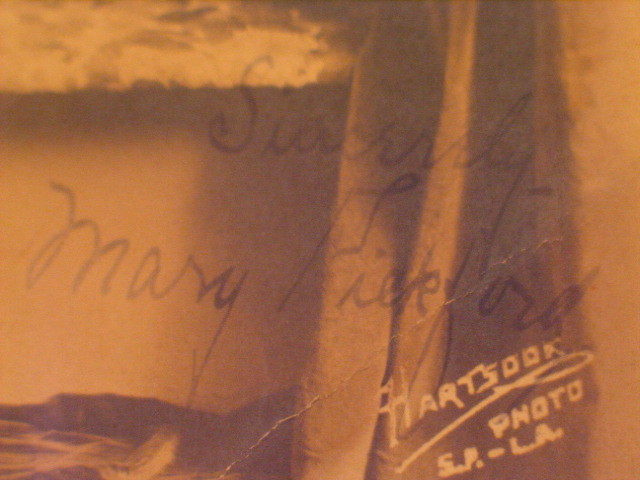 Sincerely
Mary Pickford
HARTSOOK
PHOTO
S.F. - L.A.